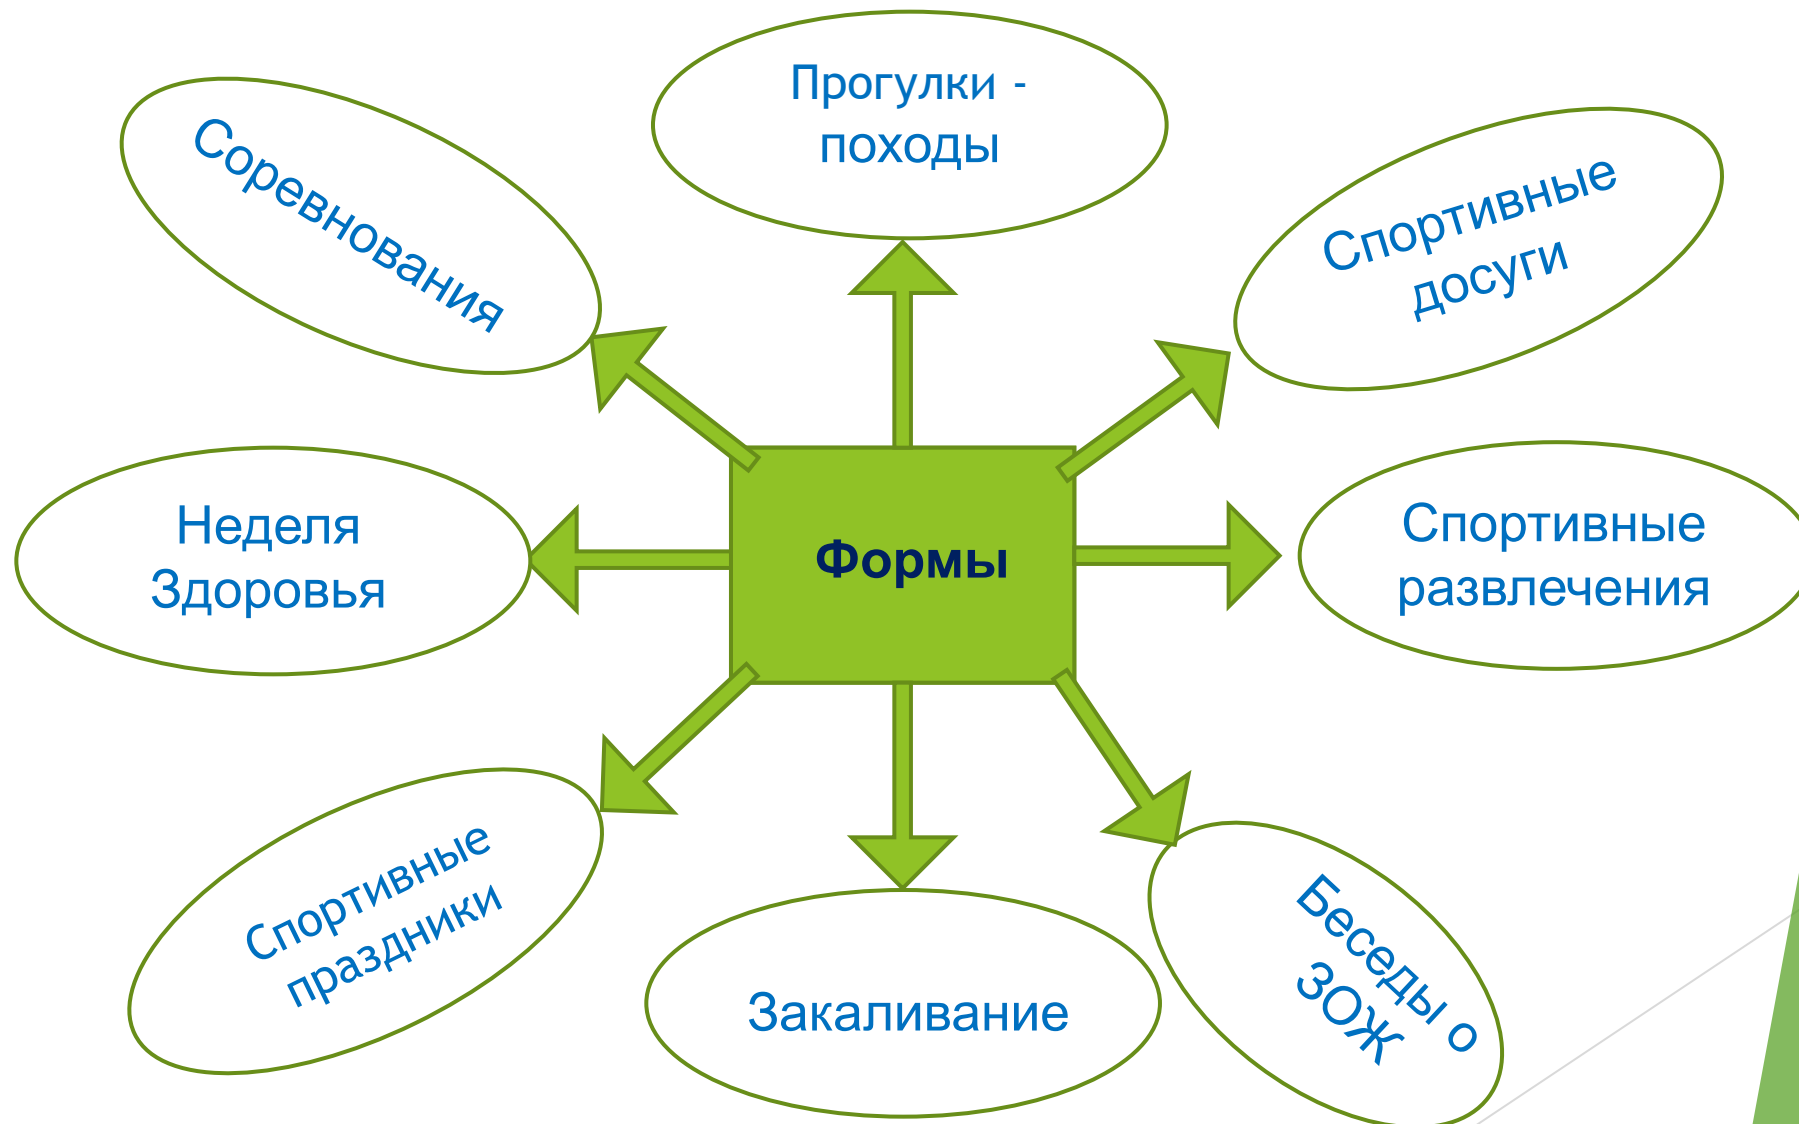 Прогулки -
походы
Соревнования
Спортивные
досуги
Неделя
Здоровья
Формы
Спортивные
развлечения
Спортивные
праздники
Закаливание
Беседы о
ЗОЖ